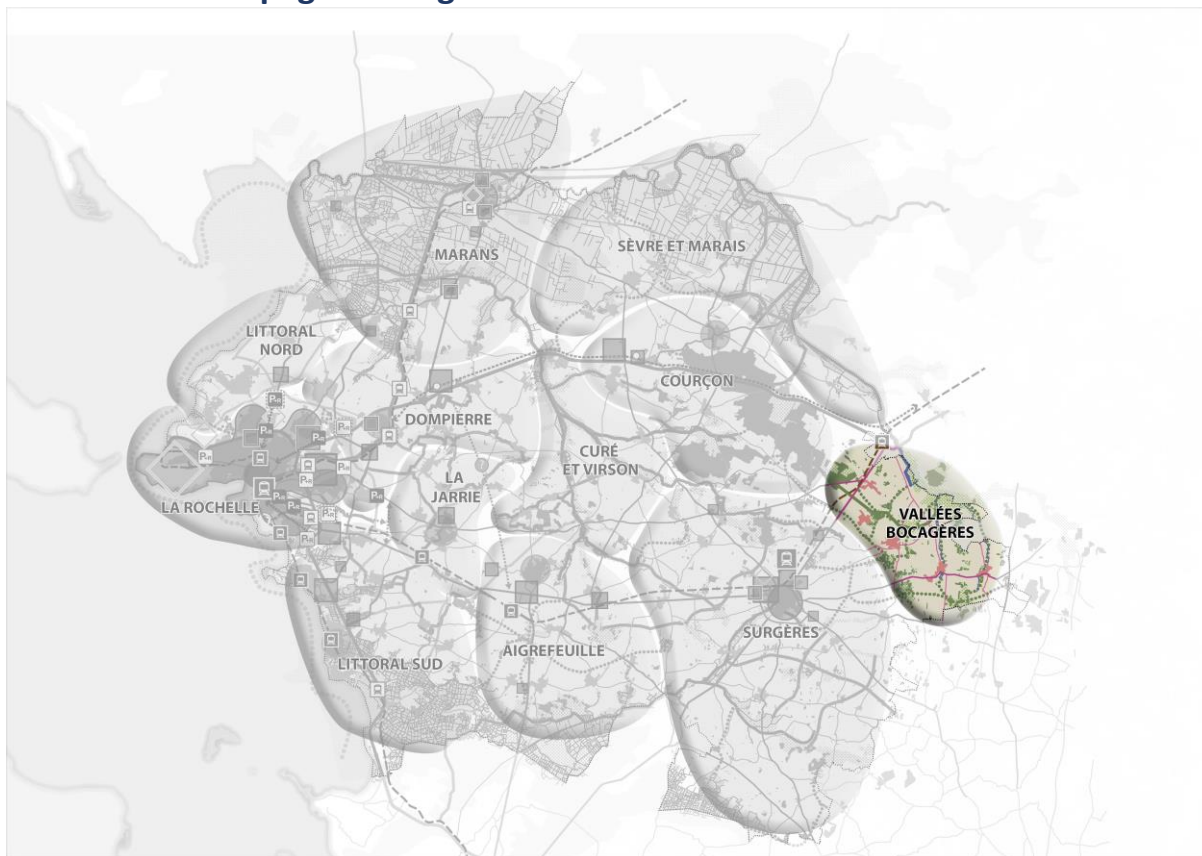 MARANS
SÈVRE ET MARAIS
LITTORAL
NORD
COURÇON
DOMPIERRE
CURÉ
ET VIRSON
LA
JARRIE
LA ROCHELLE
VALLÉES
BOCAGÈRES
SURGÈRES
AIGREFEUILLE
LITTORAL SUD